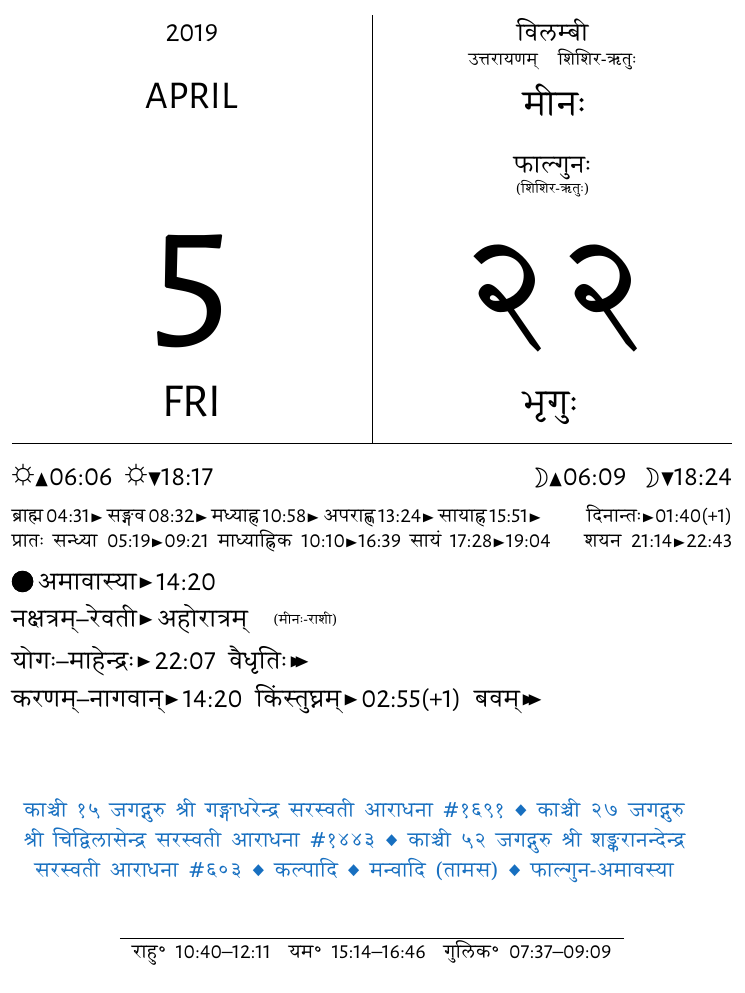 2019
APRIL
5
FRI
विलम्बी
उत्तरायणम् शिशिर-ऋतुः
मीनः
फाल्गुनः
(शिशिर-ऋतुः)
२२
भृगुः
☼▲06:06 ☼▼18:17 ☽▲06:09 ☽▼18:24
ब्राह्म 04:31► सङ्गव 08:32► मध्याह्न 10:58► अपराह्ण 13:24► सायाह्न 15:51► दिनान्तः►01:40(+1)
प्रातः सन्ध्या 05:19►09:21 माध्याह्निक 10:10►16:39 सायं 17:28►19:04 शयन 21:14►22:43
●अमावास्या►14:20
नक्षत्रम्–रेवती► अहोरात्रम् (मीनः-राशी)
योगः–माहेन्द्रः►22:07 वैधृतिः►►
करणम्–नागवान्►14:20 किंस्तुघ्नम्►02:55(+1) बवम्►►
काञ्ची १५ जगद्गुरु श्री गङ्गाधरेन्द्र सरस्वती आराधना #१६९१ ◆ काञ्ची २७ जगद्गुरु
श्री चिद्विलासेन्द्र सरस्वती आराधना #१४४३ ◆ काञ्ची ५२ जगद्गुरु श्री शङ्करानन्देन्द्र
सरस्वती आराधना #६०३ ◆ कल्पादि ◆ मन्वादि (तामस) ◆ फाल्गुन-अमावस्या
राहु॰ 10:40–12:11 यम॰ 15:14–16:46 गुलिक॰ 07:37–09:09